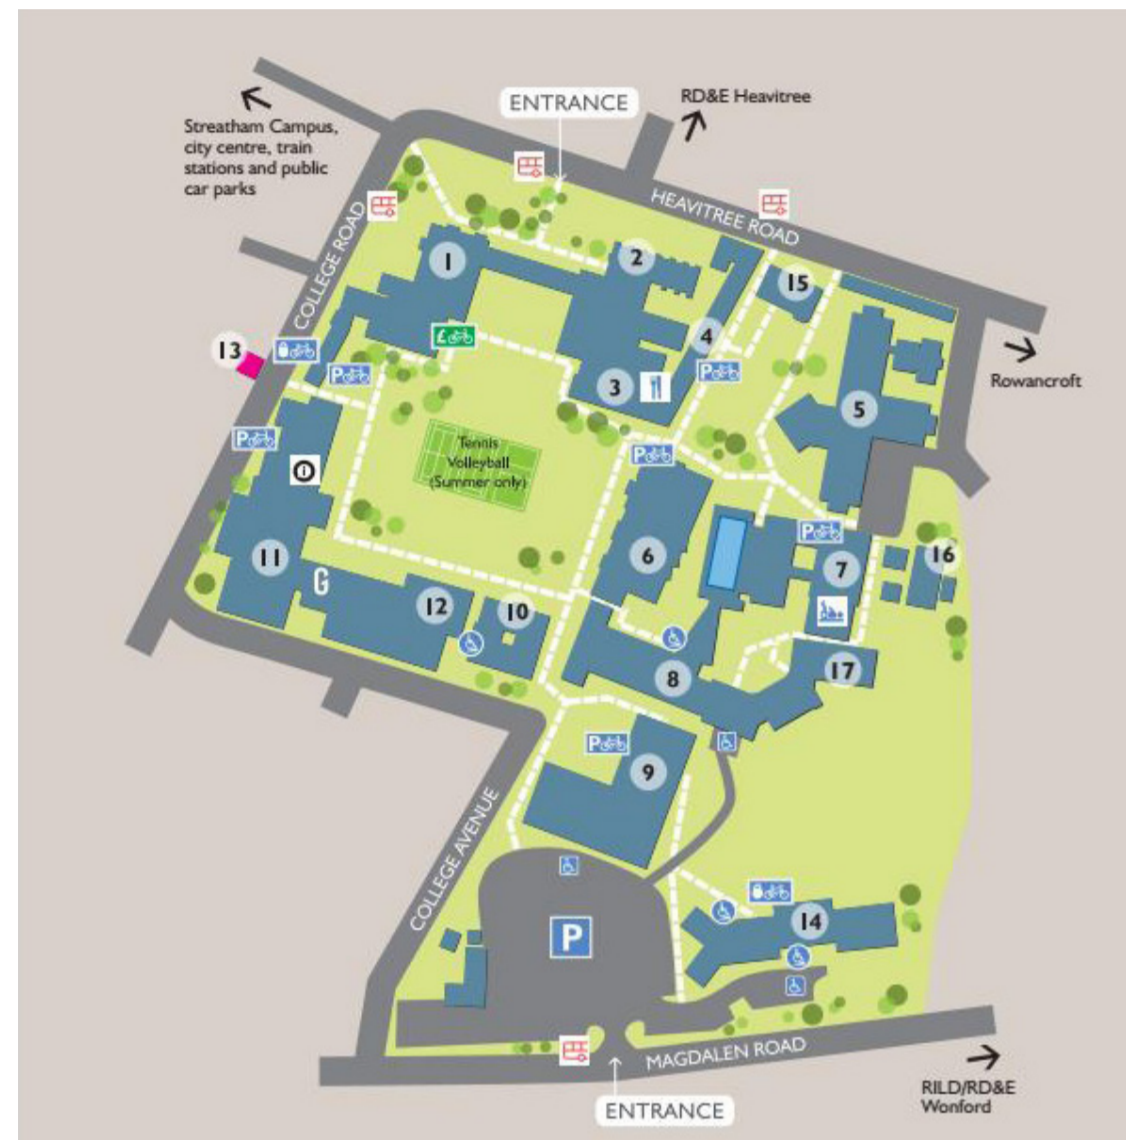 ENTRANCE
RD&E Heavitree
Streatham Campus,
city centre, train
stations and public
car parks
HEAVITREE ROAD
COLLEGE ROAD
1
2
15
4
13
£
P
3
P
5
Rowancroft
P
Tennis
Volleyball
(Summer only)
P
i
P
6
7
16
11
G
12
10
8
17
P
9
COLLEGE AVENUE
14
P
MAGDALEN ROAD
RILD/RD&E
Wonford
ENTRANCE